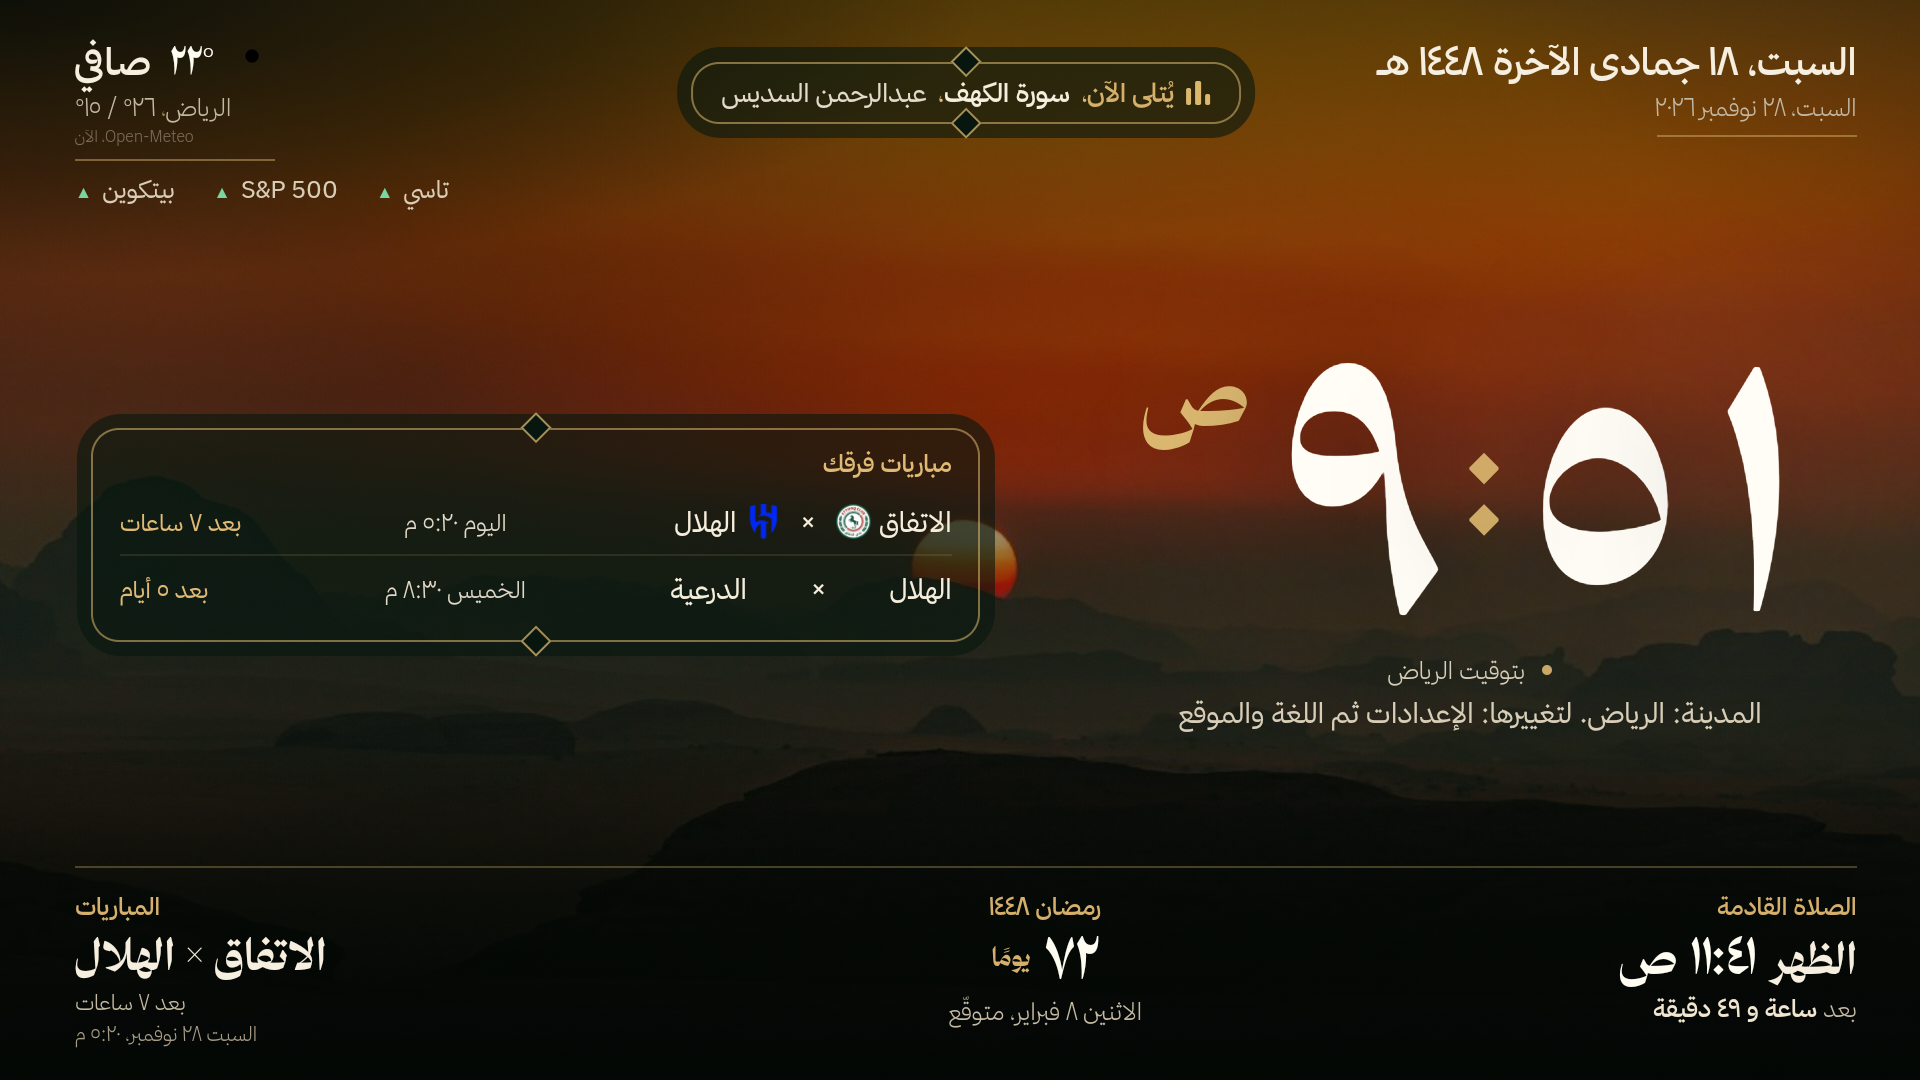 السبت، ١٨ جمادى الآخرة ١٤٤٨ هـ
السبت، ٢٨ نوفمبر ٢٠٢٦
يُتلى الآن، سورة الكهف، عبدالرحمن السديس
٢٢° صافي
الرياض، ٢٦° / ١٥°
Open-Meteo، الآن
تاسي ▲ S&P 500 ▲ بيتكوين ▲
٩:٥١ ص
بتوقيت الرياض
المدينة: الرياض. لتغييرها: الإعدادات ثم اللغة والموقع
مباريات فرقك
الاتفاق × الهلال اليوم ٥:٢٠ م بعد ٧ ساعات
الهلال × الدرعية الخميس ٨:٣٠ م بعد ٥ أيام
الصلاة القادمة
الظهر ١١:٤١ ص
بعد ساعة و ٤٩ دقيقة
رمضان ١٤٤٨
٧٢ يومًا
الاثنين ٨ فبراير، متوقّع
المباريات
الاتفاق × الهلال
بعد ٧ ساعات
السبت ٢٨ نوفمبر، ٥:٢٠ م